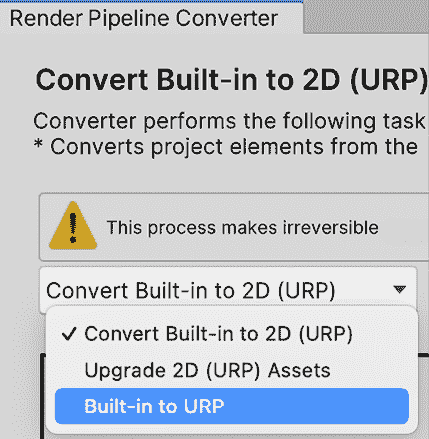 Render Pipeline Converter
Convert Built-in to 2D (URP)
Converter performs the following task
* Converts project elements from the
This process makes irreversible
Convert Built-in to 2D (URP)
✓ Convert Built-in to 2D (URP)
Upgrade 2D (URP) Assets
Built-in to URP